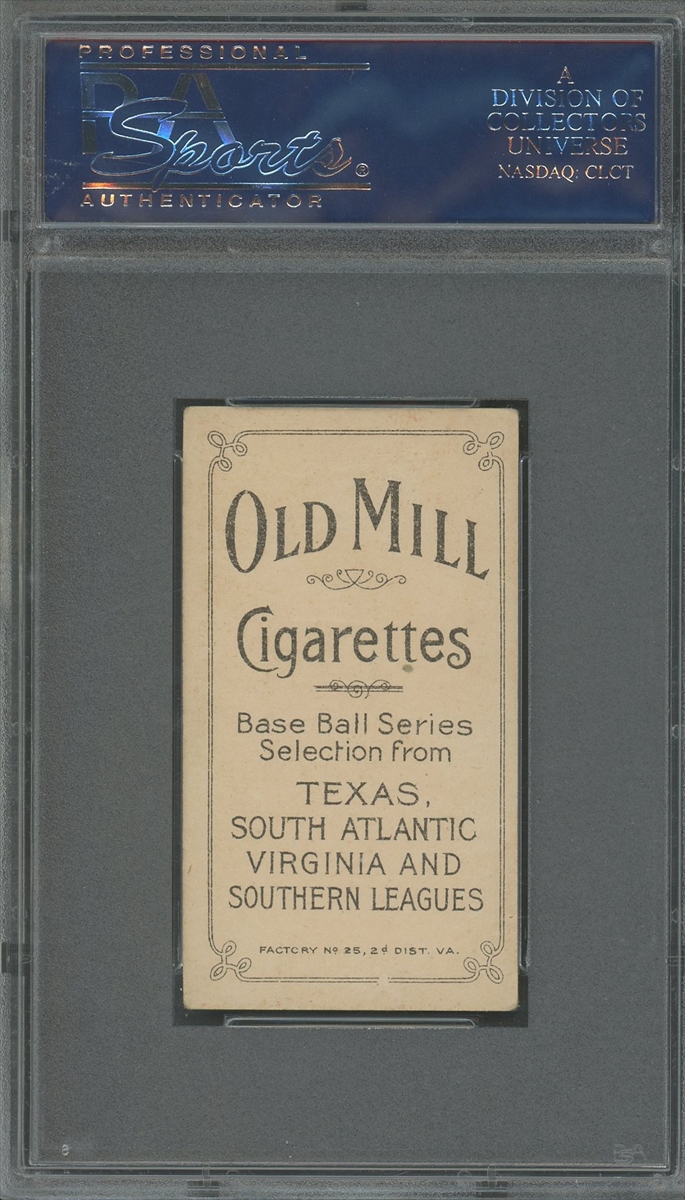 PROFESSIONAL
PSA
Sports®
AUTHENTICATOR
A
DIVISION OF
COLLECTORS
UNIVERSE
NASDAQ: CLCT
OLD MILL
Cigarettes
Base Ball Series
Selection from
TEXAS,
SOUTH ATLANTIC
VIRGINIA AND
SOUTHERN LEAGUES
FACTORY Nº 25, 2d DIST. VA.
PSA